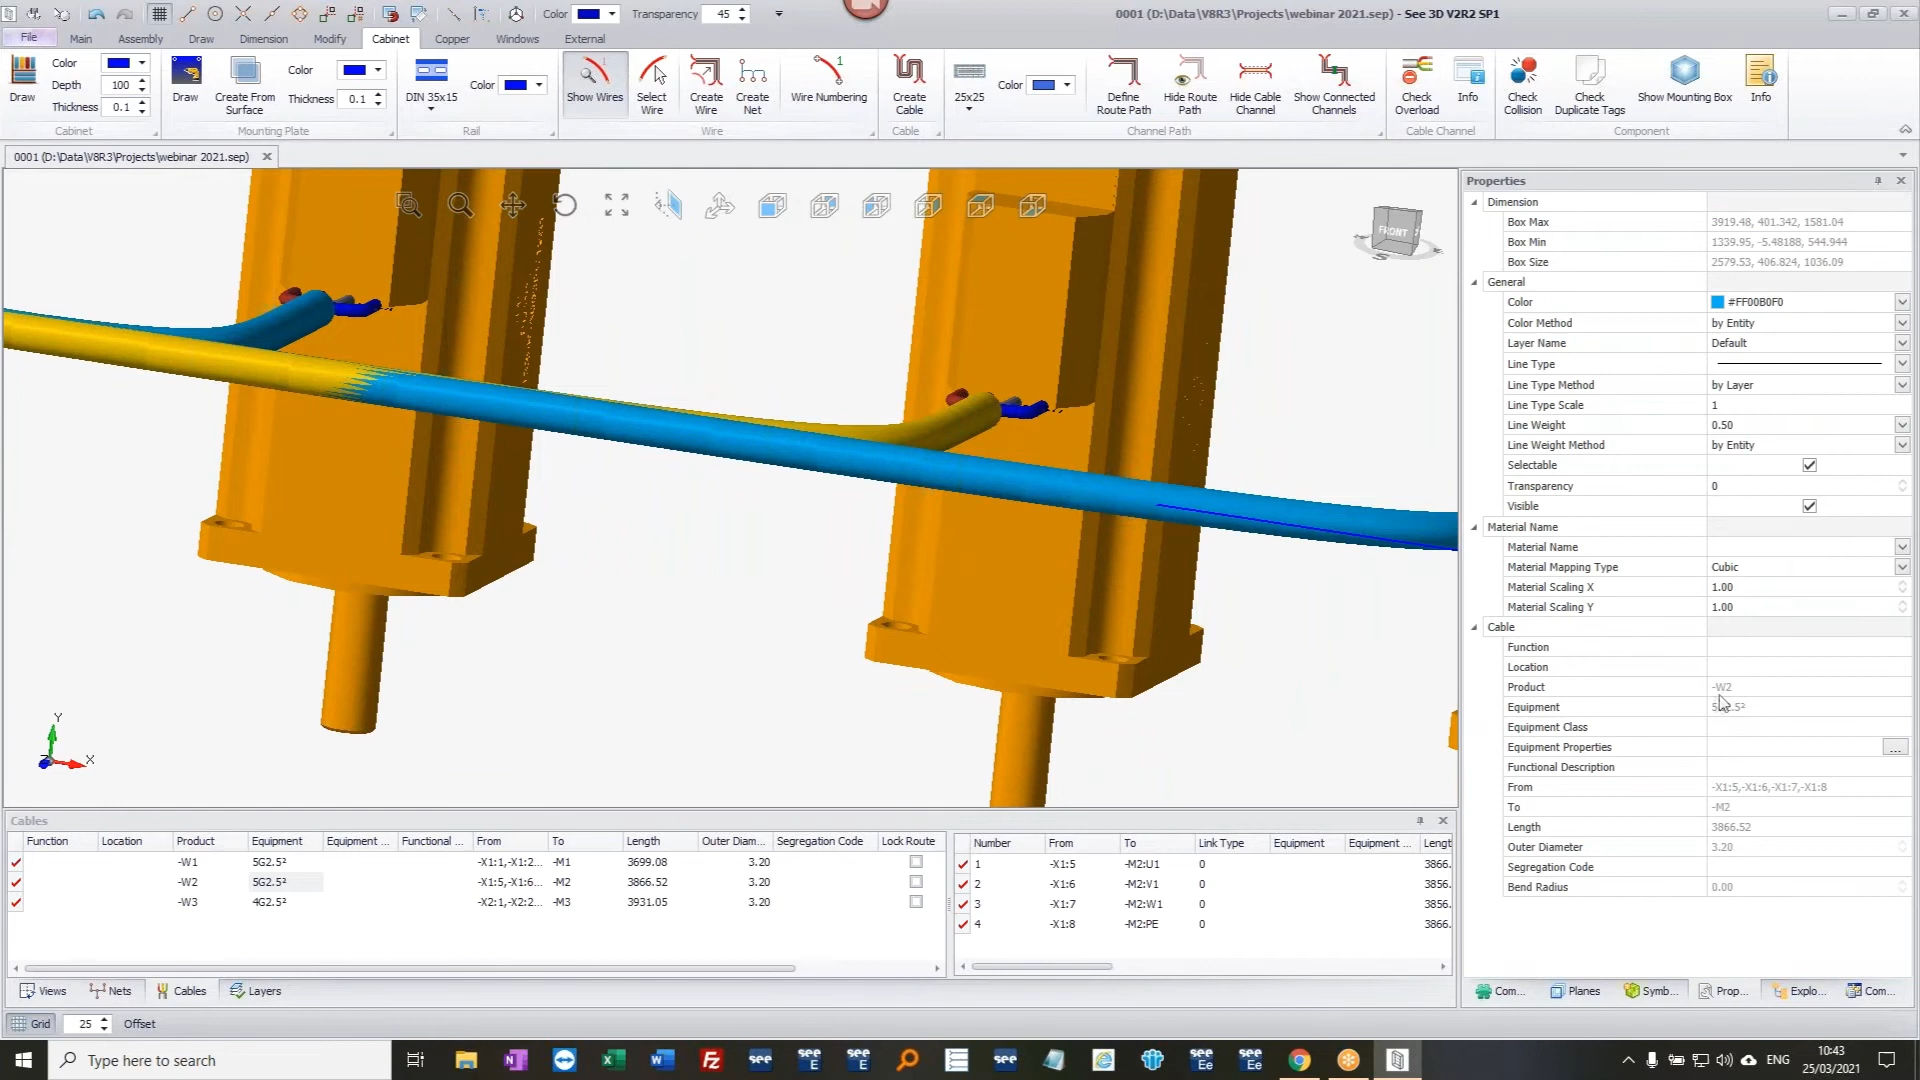 Color
Transparency 45
0001 (D:\Data\V8R3\Projects\webinar 2021.sep) - See 3D V2R2 SP1
File Main Assembly Draw Dimension Modify Cabinet Copper Windows External
Draw
Color
Depth 100
Thickness 0.1
Cabinet
Draw
Create From Surface
Color
Thickness 0.1
Mounting Plate
DIN 35x15
Color
Rail
Show Wires
Select Wire
Create Wire
Create Net
Wire Numbering
Wire
Create Cable
Cable
25x25
Color
Define Route Path
Hide Route Path
Hide Cable Channel
Show Connected Channels
Channel Path
Check Overload
Info
Cable Channel
Check Collision
Check Duplicate Tags
Show Mounting Box
Info
Component
0001 (D:\Data\V8R3\Projects\webinar 2021.sep)
FRONT
S
Y
X
Properties
Dimension
Box Max 3919.48, 401.342, 1581.04
Box Min 1339.95, -5.48188, 544.944
Box Size 2579.53, 406.824, 1036.09
General
Color #FF00B0F0
Color Method by Entity
Layer Name Default
Line Type
Line Type Method by Layer
Line Type Scale 1
Line Weight 0.50
Line Weight Method by Entity
Selectable
Transparency 0
Visible
Material Name
Material Name
Material Mapping Type Cubic
Material Scaling X 1.00
Material Scaling Y 1.00
Cable
Function
Location
Product -W2
Equipment
Equipment Class
Equipment Properties ...
Functional Description
From -X1:5,-X1:6,-X1:7,-X1:8
To -M2
Length 3866.52
Outer Diameter 3.20
Segregation Code
Bend Radius 0.00
Com... Planes Symb... Prop... Explo... Com...
Cables
Function Location Product Equipment Equipment ... Functional ... From To Length Outer Diam... Segregation Code Lock Route
-W1 5G2.5² -X1:1,-X1:2... -M1 3699.08 3.20
-W2 5G2.5² -X1:5,-X1:6... -M2 3866.52 3.20
-W3 4G2.5² -X2:1,-X2:2... -M3 3931.05 3.20
Number From To Link Type Equipment Equipment ... Lengt
1 -X1:5 -M2:U1 0 3866.
2 -X1:6 -M2:V1 0 3856.
3 -X1:7 -M2:W1 0 3856.
4 -X1:8 -M2:PE 0 3866.
Views Nets Cables Layers
Grid 25 Offset
Type here to search
see
see E
see E
see
see Ee
see Ee
ENG
10:43
25/03/2021